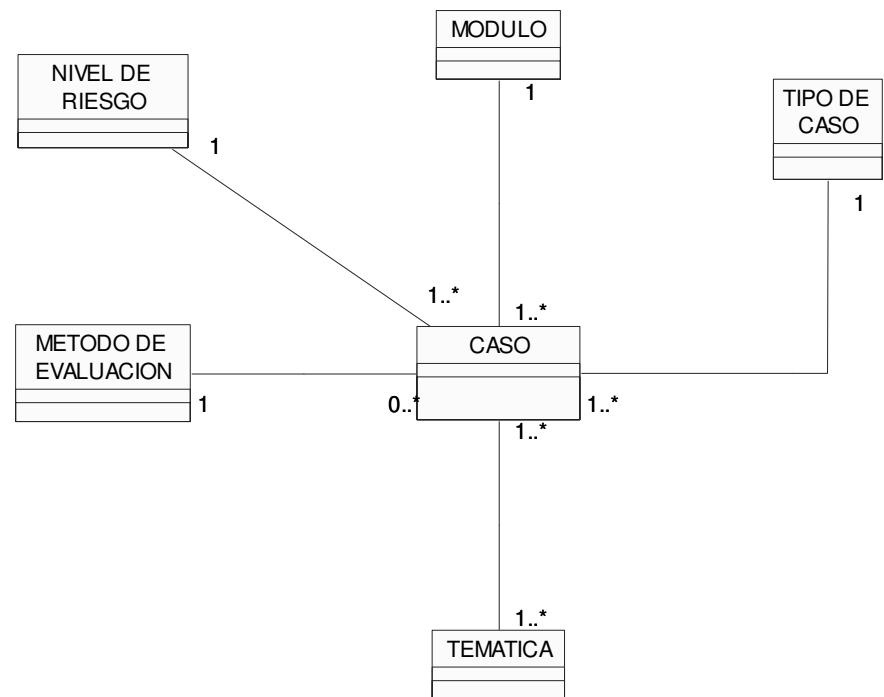 MODULO
NIVEL DE
RIESGO
1
TIPO DE
CASO
1
1
1..*
1..*
METODO DE
EVALUACION
CASO
1
0..*
1..*
1..*
1..*
TEMATICA